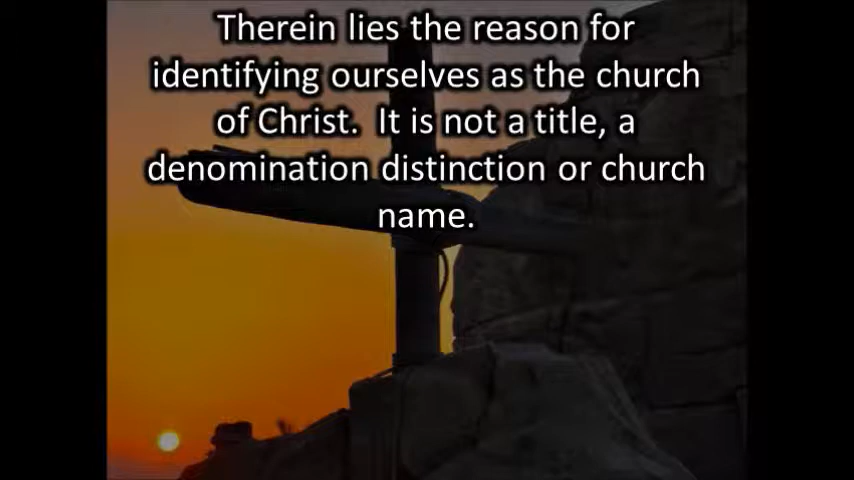 Therein lies the reason for
identifying ourselves as the church
of Christ.  It is not a title, a
denomination distinction or church
name.